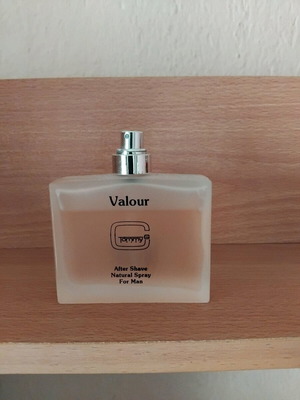 Valour
After Shave
Natural Spray
For Man